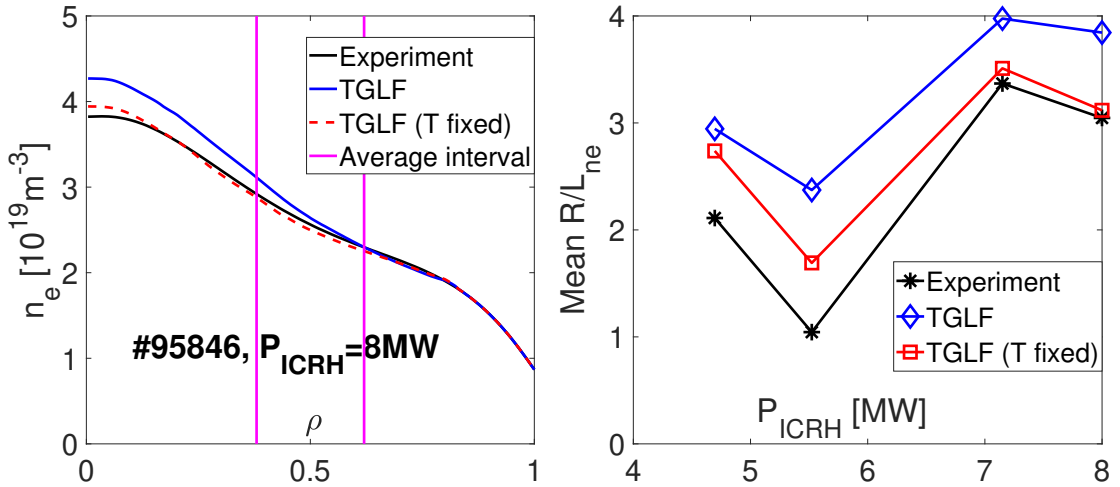 n_e [10^19 m^-3]
5
4
3
2
1
0
Experiment
TGLF
TGLF (T fixed)
Average interval
#95846, P_ICRH=8MW
ρ
0
0.5
1
Mean R/L_ne
4
3
2
1
0
Experiment
TGLF
TGLF (T fixed)
P_ICRH [MW]
4
5
6
7
8